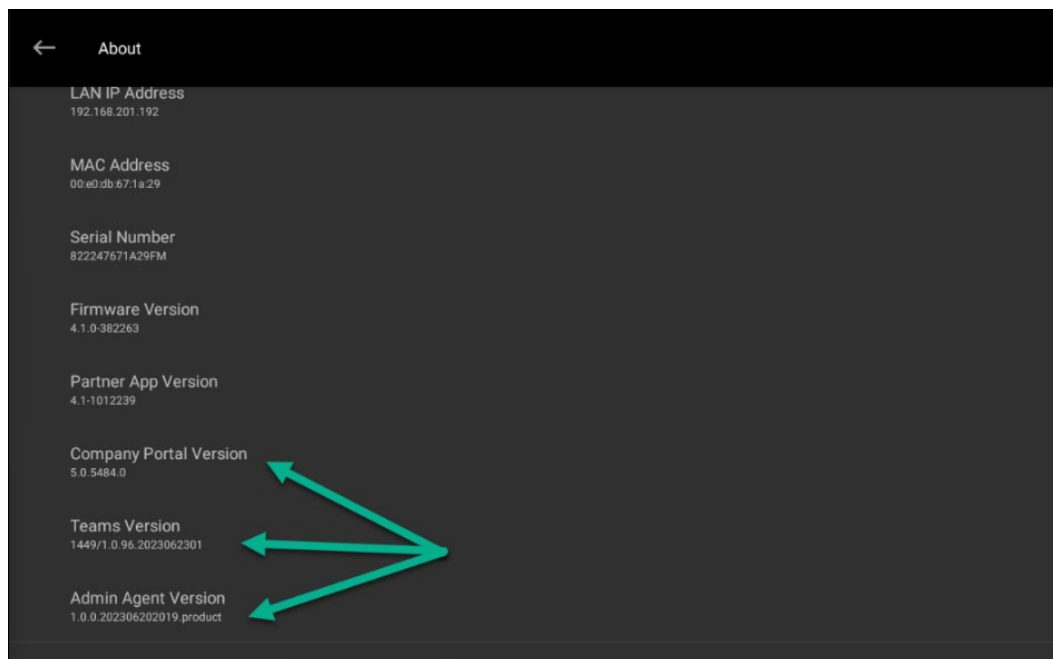 About
LAN IP Address
192.168.201.192
MAC Address
00:e0:db:67:1a:29
Serial Number
822247671A29FM
Firmware Version
4.1.0-382263
Partner App Version
4.1-1012239
Company Portal Version
5.0.5484.0
Teams Version
1449/1.0.96.2023062301
Admin Agent Version
1.0.0.202306202019.product